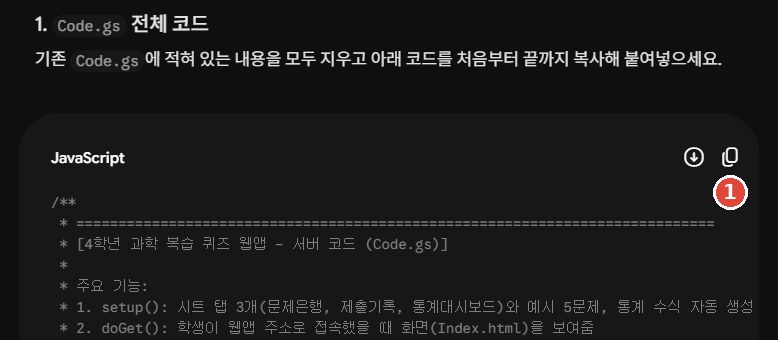 1. Code.gs 전체 코드
기존 Code.gs 에 적혀 있는 내용을 모두 지우고 아래 코드를 처음부터 끝까지 복사해 붙여넣으세요.
JavaScript
1
/**
* ============================================================================
* [4학년 과학 복습 퀴즈 웹앱 - 서버 코드 (Code.gs)]
*
* 주요 기능:
* 1. setup(): 시트 탭 3개(문제은행, 제출기록, 통계대시보드)와 예시 5문제, 통계 수식 자동 생성
* 2. doGet(): 학생이 웹앱 주소로 접속했을 때 화면(Index.html)을 보여줌